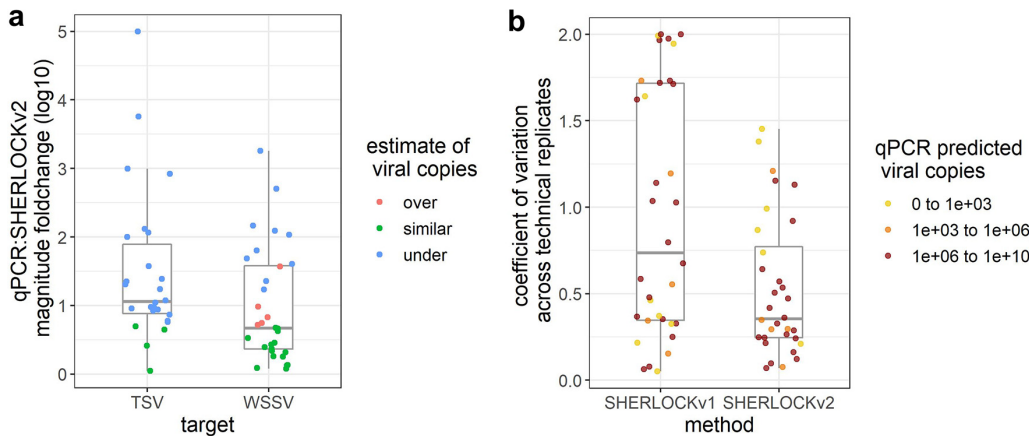 a
qPCR:SHERLOCKv2
magnitude foldchange (log10)
5
4
3
2
1
0
TSV
WSSV
target
estimate of
viral copies
over
similar
under
b
coefficient of variation
across technical replicates
2.0
1.5
1.0
0.5
0.0
SHERLOCKv1
SHERLOCKv2
method
qPCR predicted
viral copies
0 to 1e+03
1e+03 to 1e+06
1e+06 to 1e+10